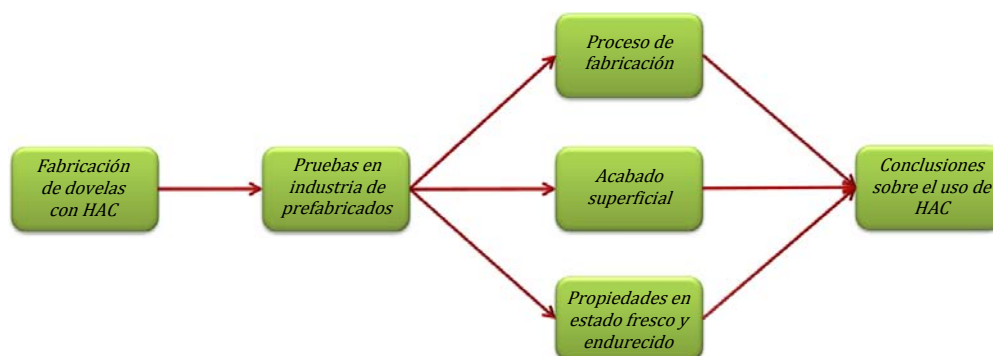 Fabricación
de dovelas
con HAC
Pruebas en
industria de
prefabricados
Proceso de
fabricación
Acabado
superficial
Propiedades en
estado fresco y
endurecido
Conclusiones
sobre el uso de
HAC